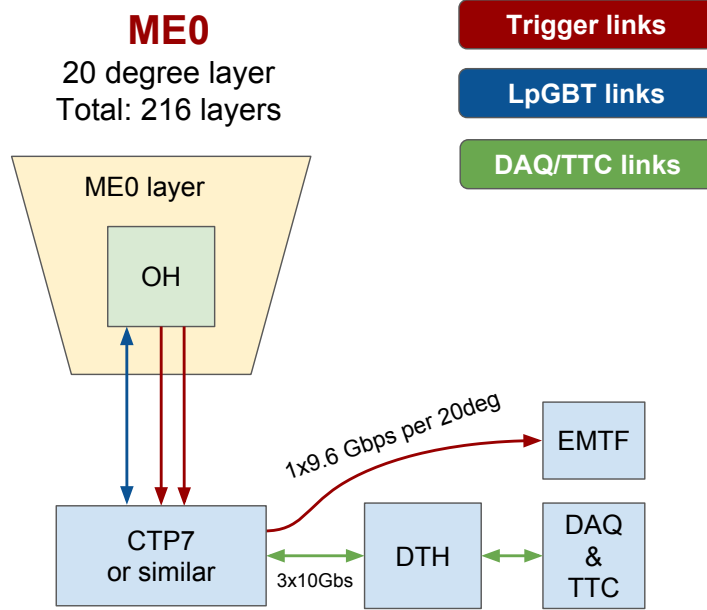 ME0
20 degree layer
Total: 216 layers
Trigger links
LpGBT links
DAQ/TTC links
ME0 layer
OH
1x9.6 Gbps per 20deg
EMTF
CTP7
or similar
3x10Gbs
DTH
DAQ
&
TTC